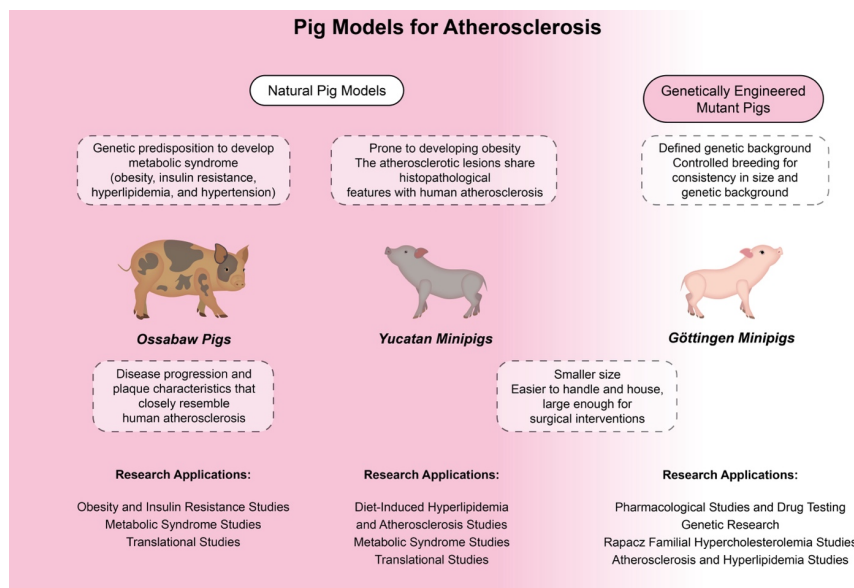 Pig Models for Atherosclerosis
Natural Pig Models
Genetically Engineered
Mutant Pigs
Genetic predisposition to develop
metabolic syndrome
(obesity, insulin resistance,
hyperlipidemia, and hypertension)
Prone to developing obesity
The atherosclerotic lesions share
histopathological
features with human atherosclerosis
Defined genetic background
Controlled breeding for
consistency in size and
genetic background
Ossabaw Pigs
Yucatan Minipigs
Göttingen Minipigs
Disease progression and
plaque characteristics that
closely resemble
human atherosclerosis
Smaller size
Easier to handle and house,
large enough for
surgical interventions
Research Applications:
Obesity and Insulin Resistance Studies
Metabolic Syndrome Studies
Translational Studies
Research Applications:
Diet-Induced Hyperlipidemia
and Atherosclerosis Studies
Metabolic Syndrome Studies
Translational Studies
Research Applications:
Pharmacological Studies and Drug Testing
Genetic Research
Rapacz Familial Hypercholesterolemia Studies
Atherosclerosis and Hyperlipidemia Studies